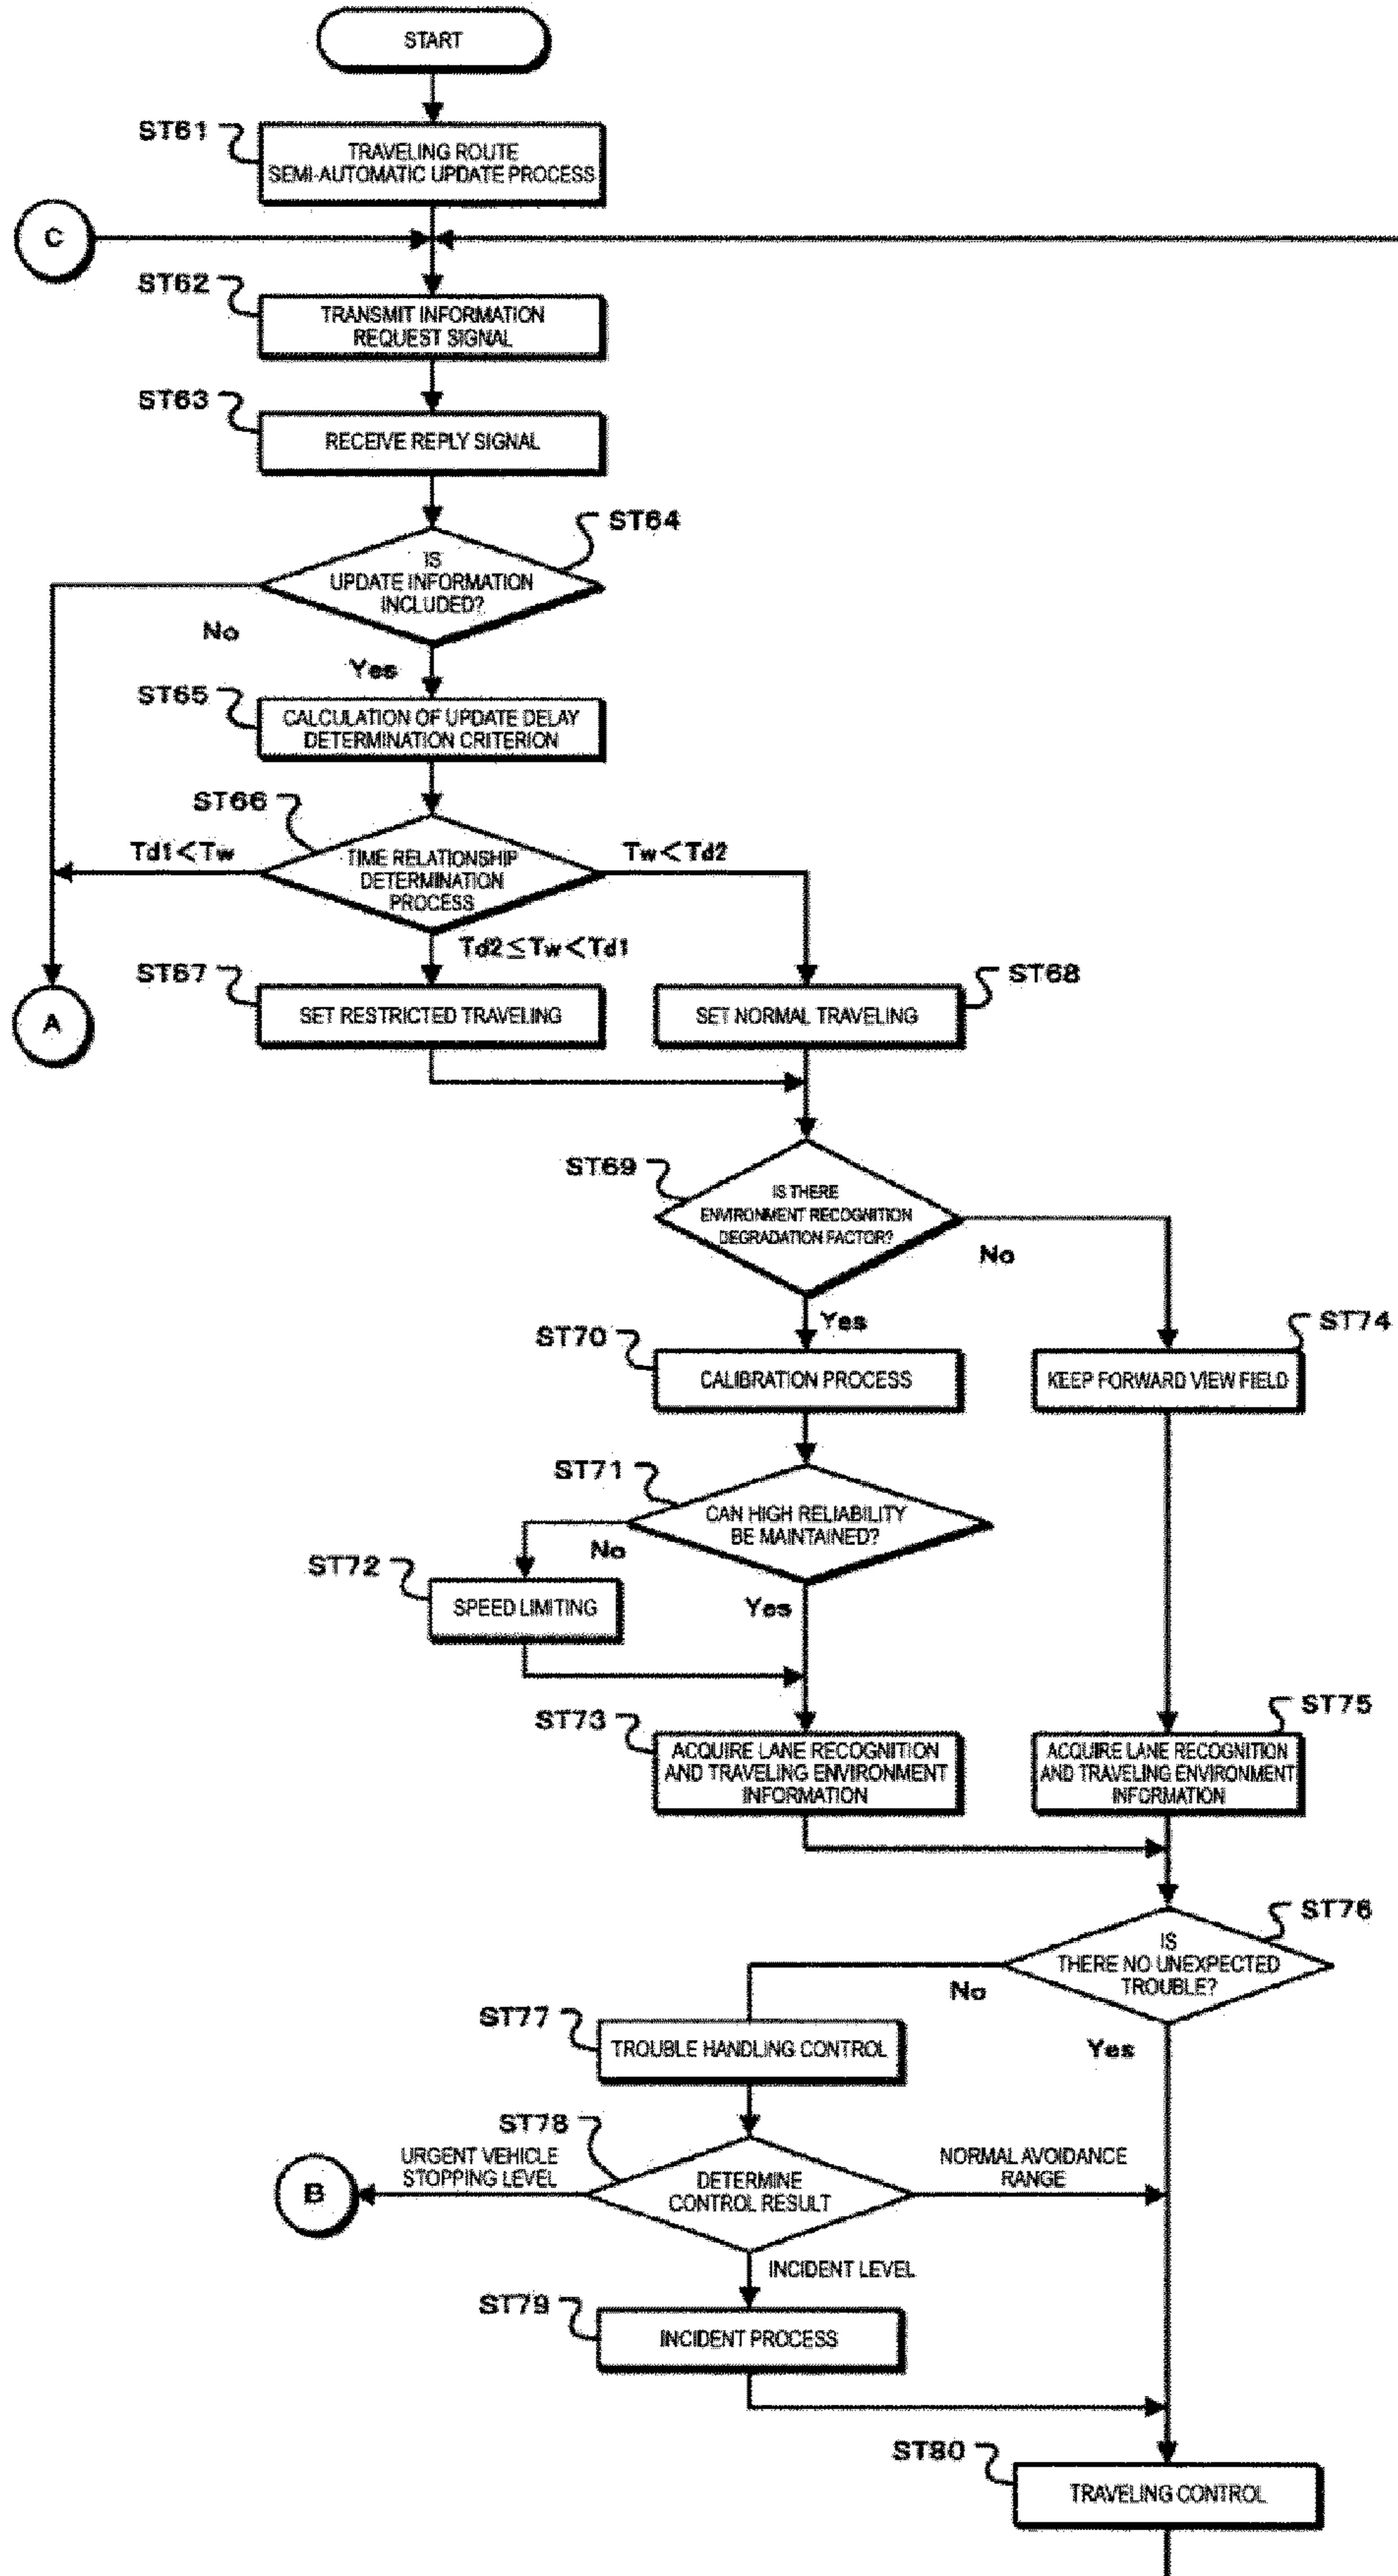 START
ST61
TRAVELING ROUTE
SEMI-AUTOMATIC UPDATE PROCESS
C
ST62
TRANSMIT INFORMATION
REQUEST SIGNAL
ST63
RECEIVE REPLY SIGNAL
ST64
IS
UPDATE INFORMATION
INCLUDED?
No
Yes
ST65
CALCULATION OF UPDATE DELAY
DETERMINATION CRITERION
ST66
Td1<Tw
TIME RELATIONSHIP
DETERMINATION
PROCESS
Tw<Td2
Td2≤Tw<Td1
A
ST67
SET RESTRICTED TRAVELING
SET NORMAL TRAVELING
ST68
ST69
IS THERE
ENVIRONMENT RECOGNITION
DEGRADATION FACTOR?
No
Yes
ST70
CALIBRATION PROCESS
ST74
KEEP FORWARD VIEW FIELD
ST71
CAN HIGH RELIABILITY
BE MAINTAINED?
No
ST72
SPEED LIMITING
Yes
ST73
ACQUIRE LANE RECOGNITION
AND TRAVELING ENVIRONMENT
INFORMATION
ST75
ACQUIRE LANE RECOGNITION
AND TRAVELING ENVIRONMENT
INFORMATION
ST76
IS
THERE NO UNEXPECTED
TROUBLE?
No
Yes
ST77
TROUBLE HANDLING CONTROL
ST78
URGENT VEHICLE
STOPPING LEVEL
B
DETERMINE
CONTROL RESULT
NORMAL AVOIDANCE
RANGE
INCIDENT LEVEL
ST79
INCIDENT PROCESS
ST80
TRAVELING CONTROL